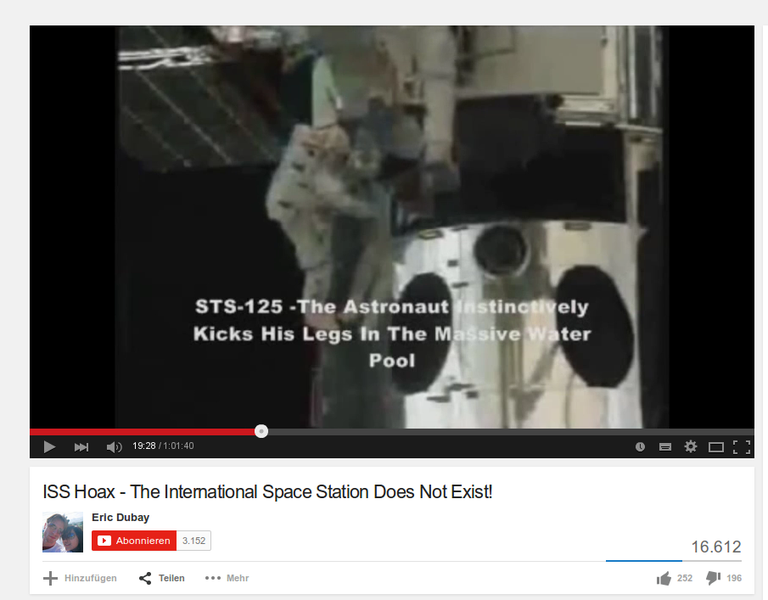 STS-125 -The Astronaut Instinctively
Kicks His Legs In The Massive Water
Pool
19:28 / 1:01:40
ISS Hoax - The International Space Station Does Not Exist!
Eric Dubay
Abonnieren 3.152
16.612
Hinzufügen Teilen Mehr 252 196